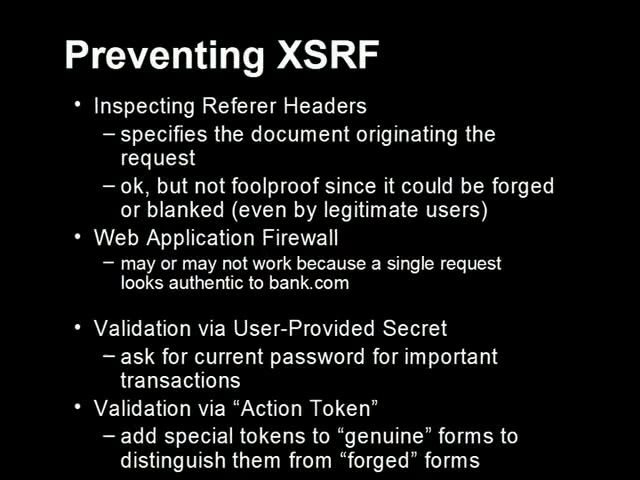 Preventing XSRF
• Inspecting Referer Headers
– specifies the document originating the
request
– ok, but not foolproof since it could be forged
or blanked (even by legitimate users)
• Web Application Firewall
– may or may not work because a single request
looks authentic to bank.com
• Validation via User-Provided Secret
– ask for current password for important
transactions
• Validation via “Action Token”
– add special tokens to “genuine” forms to
distinguish them from “forged” forms